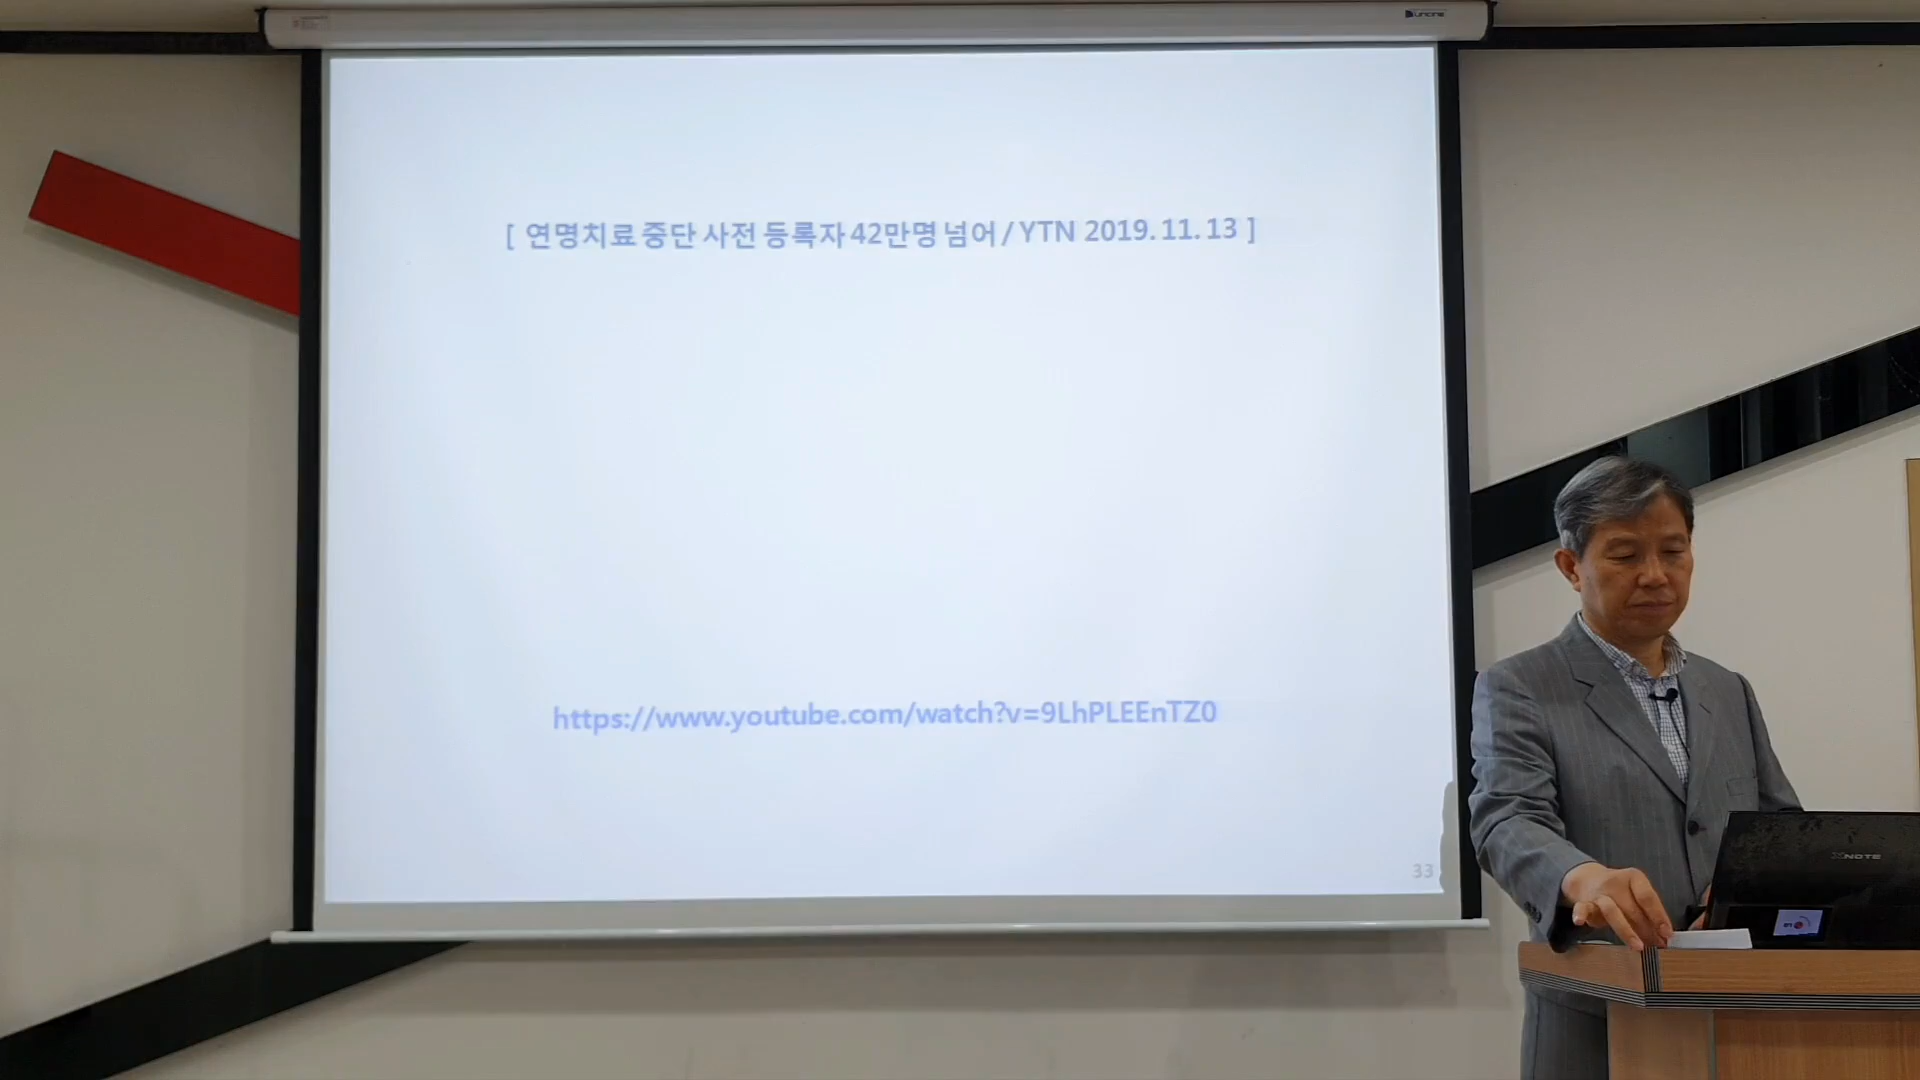 [ 연명치료 중단 사전 등록자 42만명 넘어 / YTN 2019. 11. 13 ]
https://www.youtube.com/watch?v=9LhPLEEnTZ0
33
XNOTE